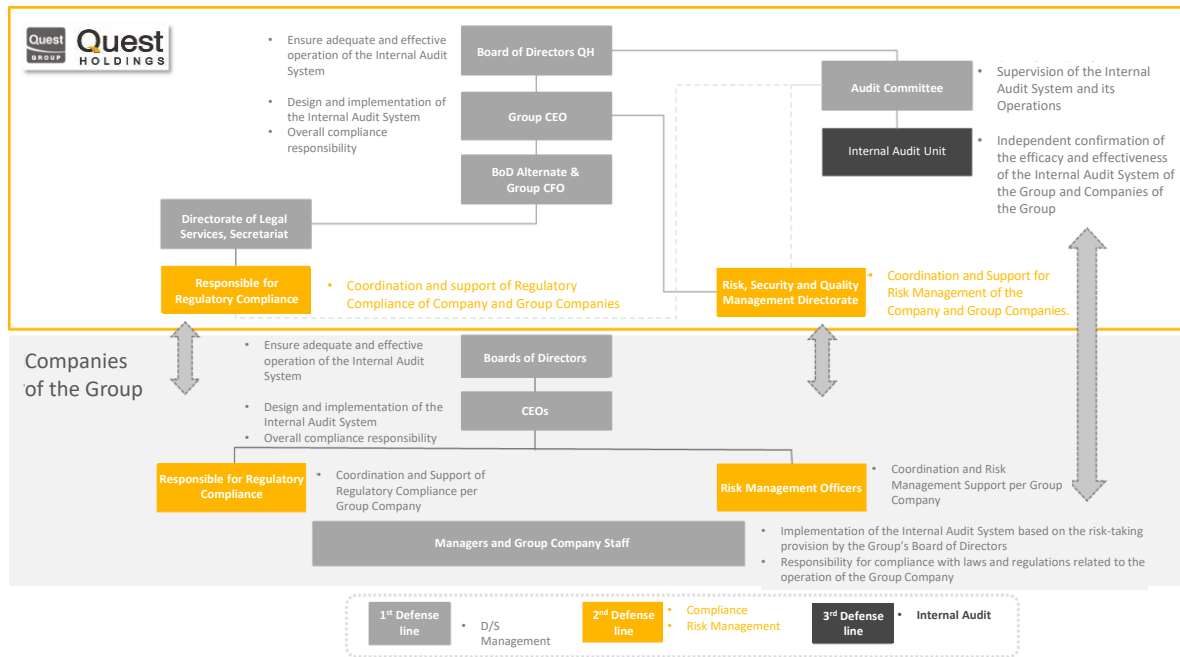 Quest
GROUP
Quest
HOLDINGS
• Ensure adequate and effective
operation of the Internal Audit
System
Board of Directors QH
• Design and implementation of
the Internal Audit System
• Overall compliance
responsibility
Group CEO
BoD Alternate &
Group CFO
Audit Committee
• Supervision of the Internal
Audit System and its
Operations
Internal Audit Unit
• Independent confirmation of
the efficacy and effectiveness
of the Internal Audit System of
the Group and Companies of
the Group
Directorate of Legal
Services, Secretariat
Responsible for
Regulatory Compliance
• Coordination and support of Regulatory
Compliance of Company and Group Companies
Risk, Security and Quality
Management Directorate
• Coordination and Support for
Risk Management of the
Company and Group Companies.
Companies
of the Group
• Ensure adequate and effective
operation of the Internal Audit
System
Boards of Directors
• Design and implementation of the
Internal Audit System
• Overall compliance responsibility
CEOs
Responsible for Regulatory
Compliance
• Coordination and Support of
Regulatory Compliance per
Group Company
Risk Management Officers
• Coordination and Risk
Management Support per Group
Company
Managers and Group Company Staff
• Implementation of the Internal Audit System based on the risk-taking
provision by the Group's Board of Directors
• Responsibility for compliance with laws and regulations related to the
operation of the Group Company
1st Defense
line
• D/S
Management
2nd Defense
line
• Compliance
• Risk Management
3rd Defense
line
• Internal Audit